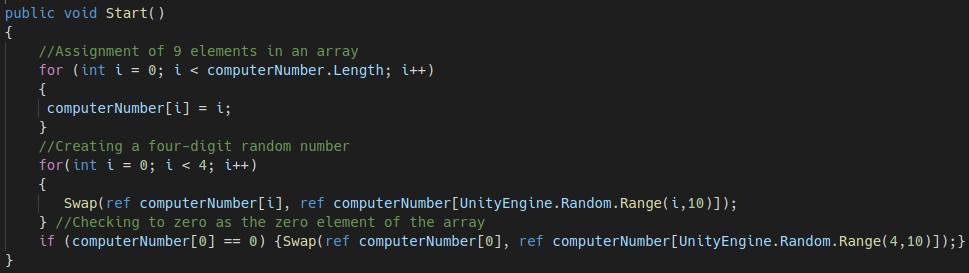 public void Start()
{
//Assignment of 9 elements in an array
for (int i = 0; i < computerNumber.Length; i++)
{
computerNumber[i] = i;
}
//Creating a four-digit random number
for(int i = 0; i < 4; i++)
{
Swap(ref computerNumber[i], ref computerNumber[UnityEngine.Random.Range(i,10)]);
} //Checking to zero as the zero element of the array
if (computerNumber[0] == 0) {Swap(ref computerNumber[0], ref computerNumber[UnityEngine.Random.Range(4,10)]);}
}